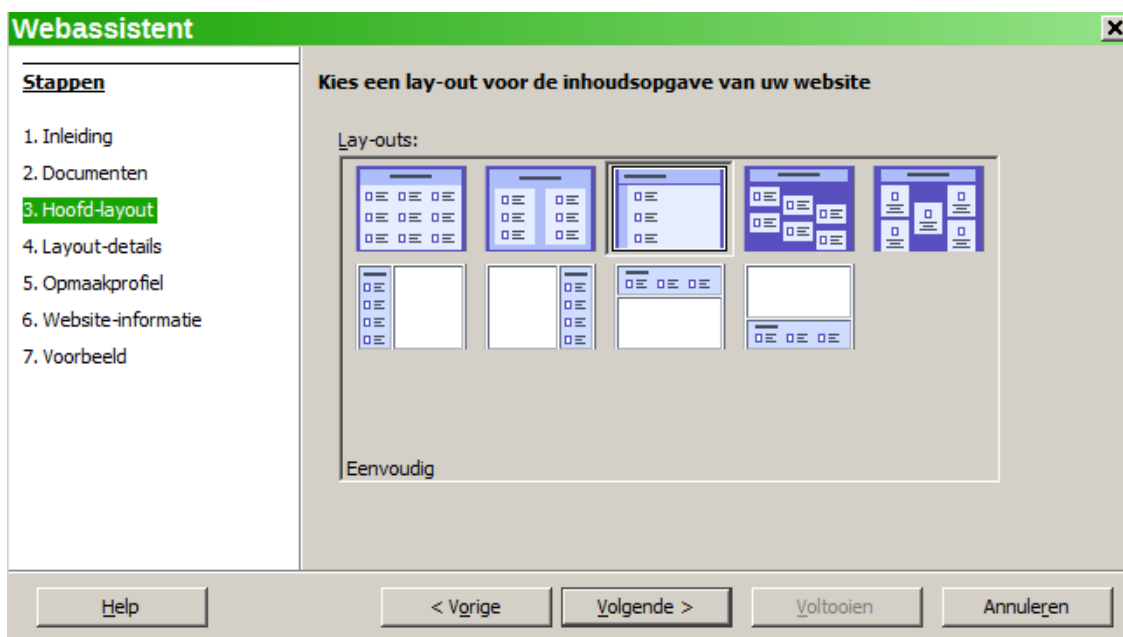 Webassistent
Stappen
1. Inleiding
2. Documenten
3. Hoofd-layout
4. Layout-details
5. Opmaakprofiel
6. Website-informatie
7. Voorbeeld
Kies een lay-out voor de inhoudsopgave van uw website
Lay-outs:
Eenvoudig
Help
< Vorige
Volgende >
Voltooien
Annuleren